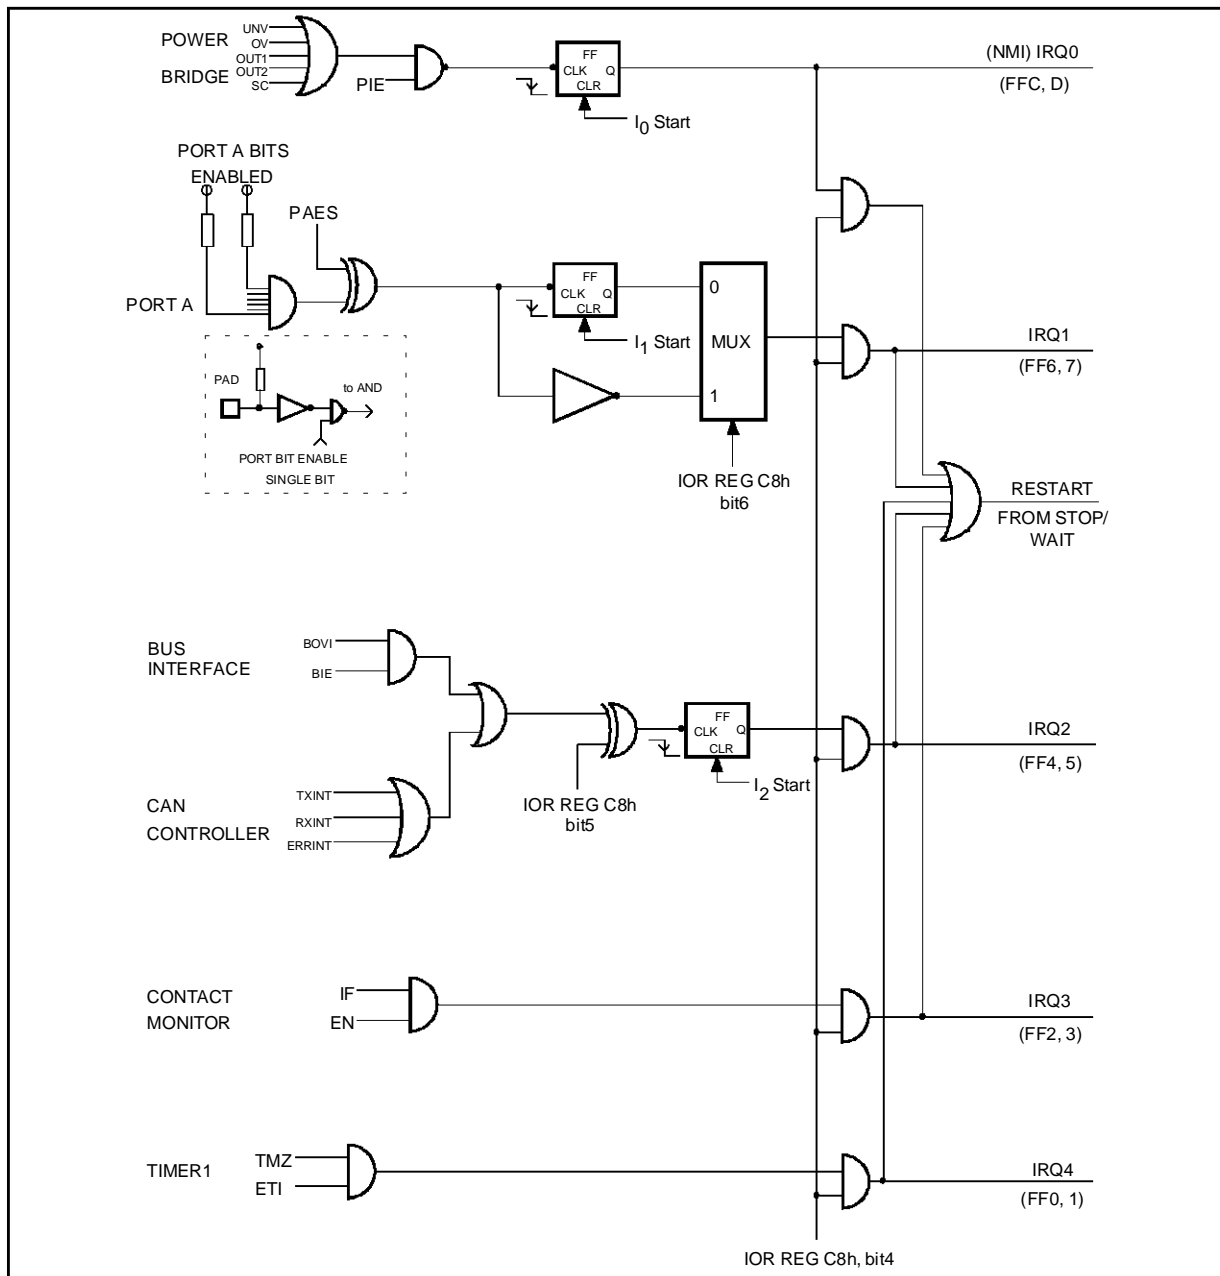 POWER
BRIDGE
UNV
OV
OUT1
OUT2
SC
PIE
FF
CLK Q
CLR
I0 Start
(NMI) IRQ0
(FFC, D)
PORT A BITS
ENABLED
PAES
PORT A
FF
CLK Q
CLR
I1 Start
0
MUX
1
IOR REG C8h
bit6
IRQ1
(FF6, 7)
PAD
to AND
PORT BIT ENABLE
SINGLE BIT
RESTART
FROM STOP/
WAIT
BUS
INTERFACE
BOVI
BIE
CAN
CONTROLLER
TXINT
RXINT
ERRINT
IOR REG C8h
bit5
FF
CLK Q
CLR
I2 Start
IRQ2
(FF4, 5)
CONTACT
MONITOR
IF
EN
IRQ3
(FF2, 3)
TIMER1
TMZ
ETI
IRQ4
(FF0, 1)
IOR REG C8h, bit4